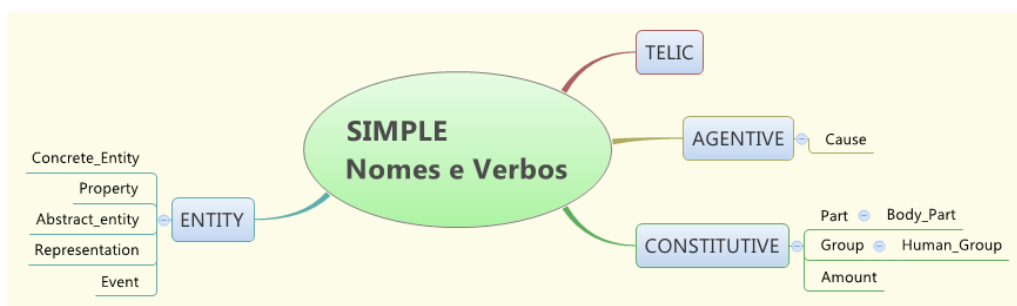 SIMPLE
Nomes e Verbos
TELIC
AGENTIVE
Cause
CONSTITUTIVE
Part
Body_Part
Group
Human_Group
Amount
ENTITY
Concrete_Entity
Property
Abstract_entity
Representation
Event